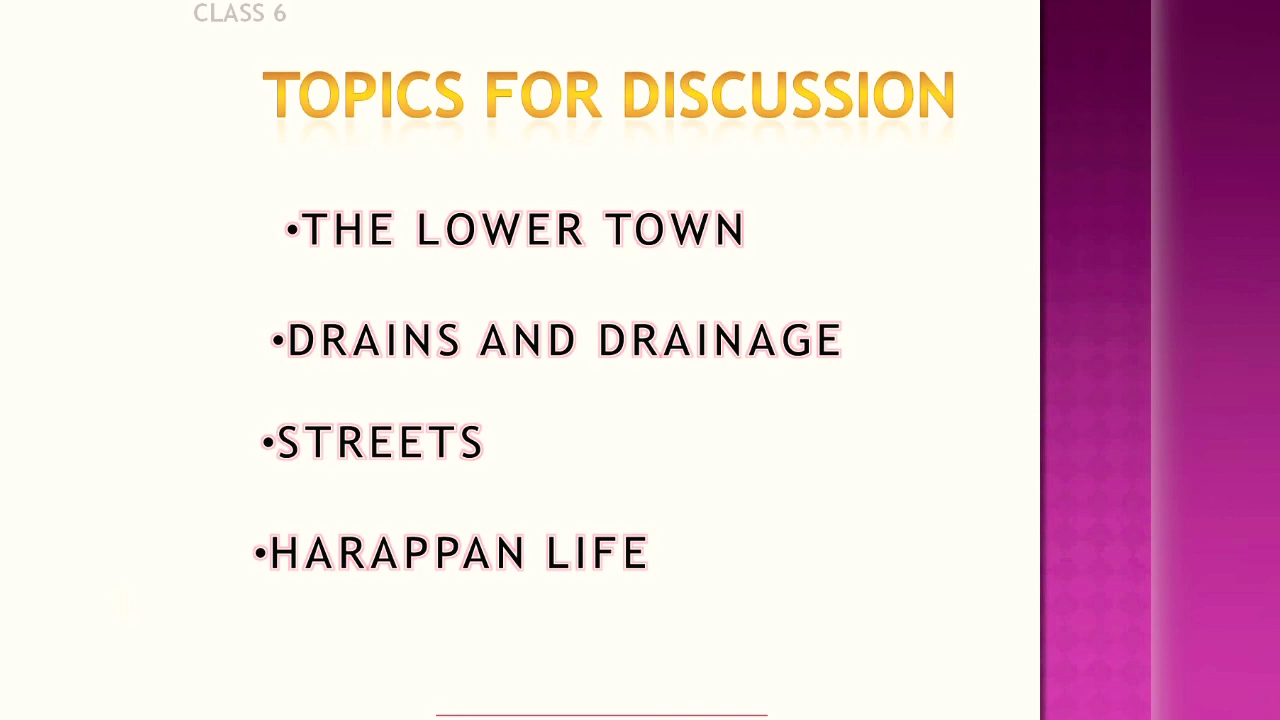 CLASS 6
TOPICS FOR DISCUSSION
•THE LOWER TOWN
•DRAINS AND DRAINAGE
•STREETS
•HARAPPAN LIFE